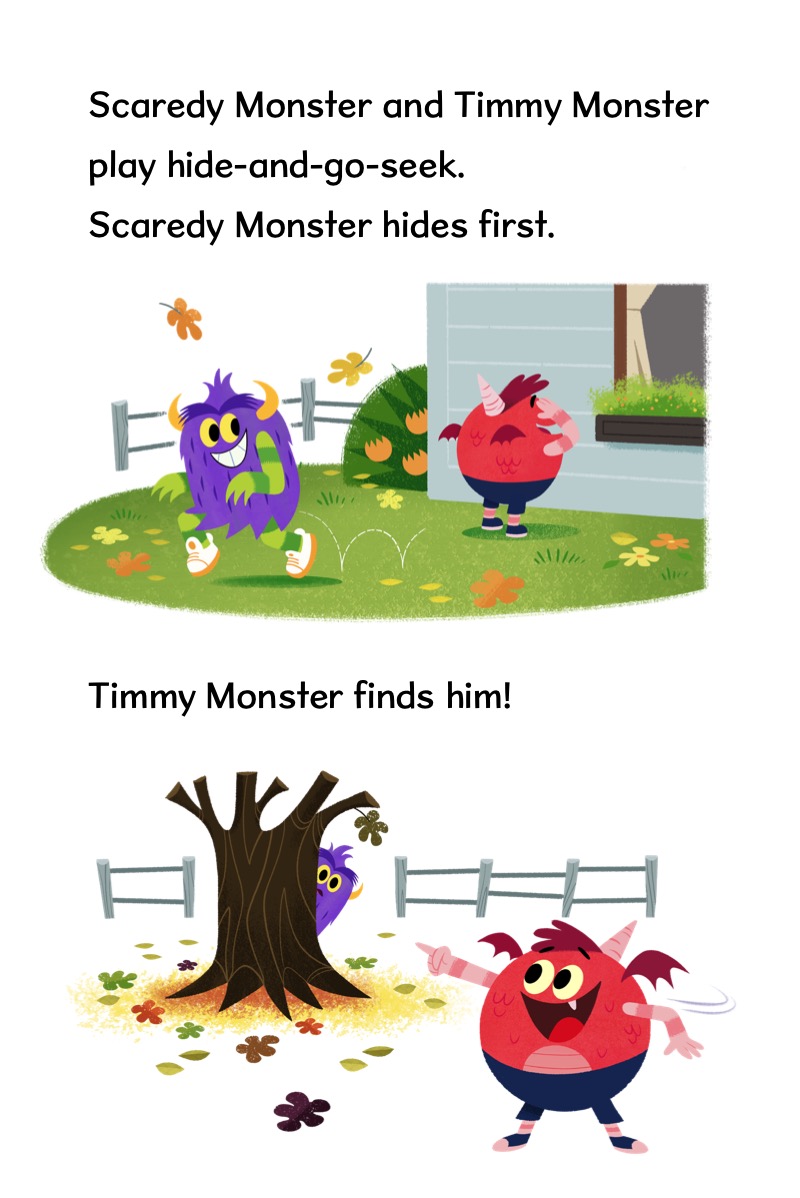 Scaredy Monster and Timmy Monster
play hide-and-go-seek.
Scaredy Monster hides first.
Timmy Monster finds him!